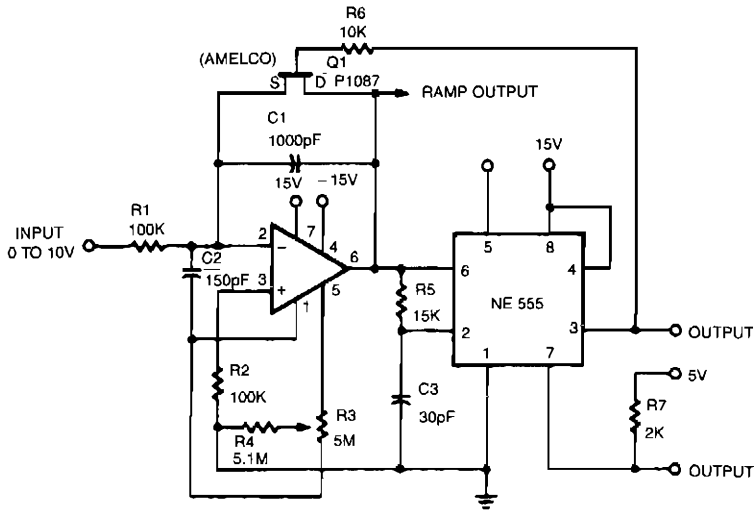 R6
10K
(AMELCO)
Q1
S
D
P1087
RAMP OUTPUT
C1
1000pF
15V
-15V
15V
INPUT
0 TO 10V
R1
100K
C2
150pF
2
−
7
4
6
3
+
5
1
R5
15K
5
8
6
4
NE 555
2
3
1
7
OUTPUT
R2
100K
R3
5M
R4
5.1M
C3
30pF
5V
R7
2K
OUTPUT